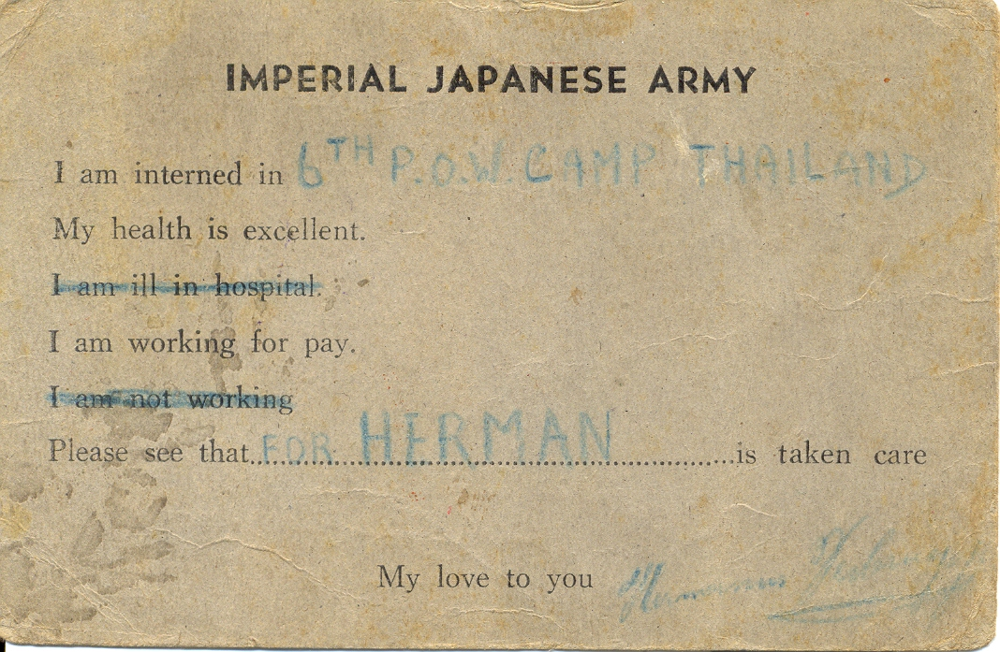 IMPERIAL JAPANESE ARMY
I am interned in 6TH P.O.W. CAMP THAILAND
My health is excellent.
I am ill in hospital.
I am working for pay.
I am not working
Please see that FOR HERMAN is taken care
My love to you